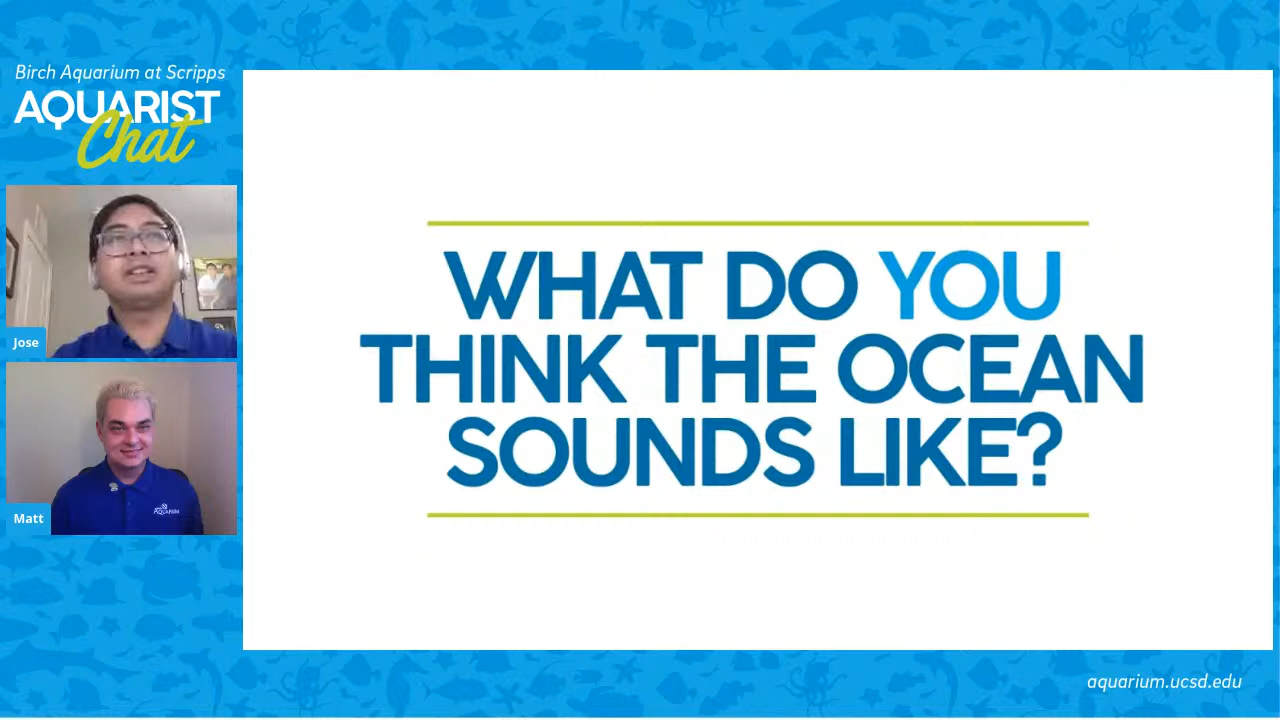 Birch Aquarium at Scripps
AQUARIST
Chat
Jose
Matt
AQUARIUM
WHAT DO YOU
THINK THE OCEAN
SOUNDS LIKE?
aquarium.ucsd.edu